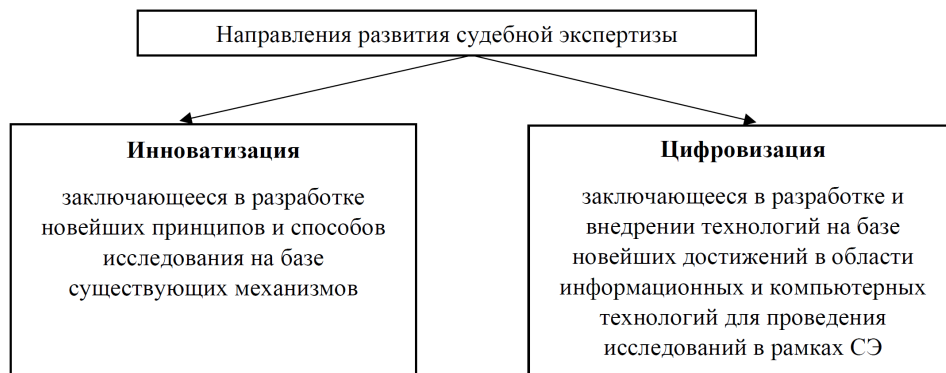 Направления развития судебной экспертизы
Инноватизация
заключающееся в разработке
новейших принципов и способов
исследования на базе
существующих механизмов
Цифровизация
заключающееся в разработке и
внедрении технологий на базе
новейших достижений в области
информационных и компьютерных
технологий для проведения
исследований в рамках СЭ